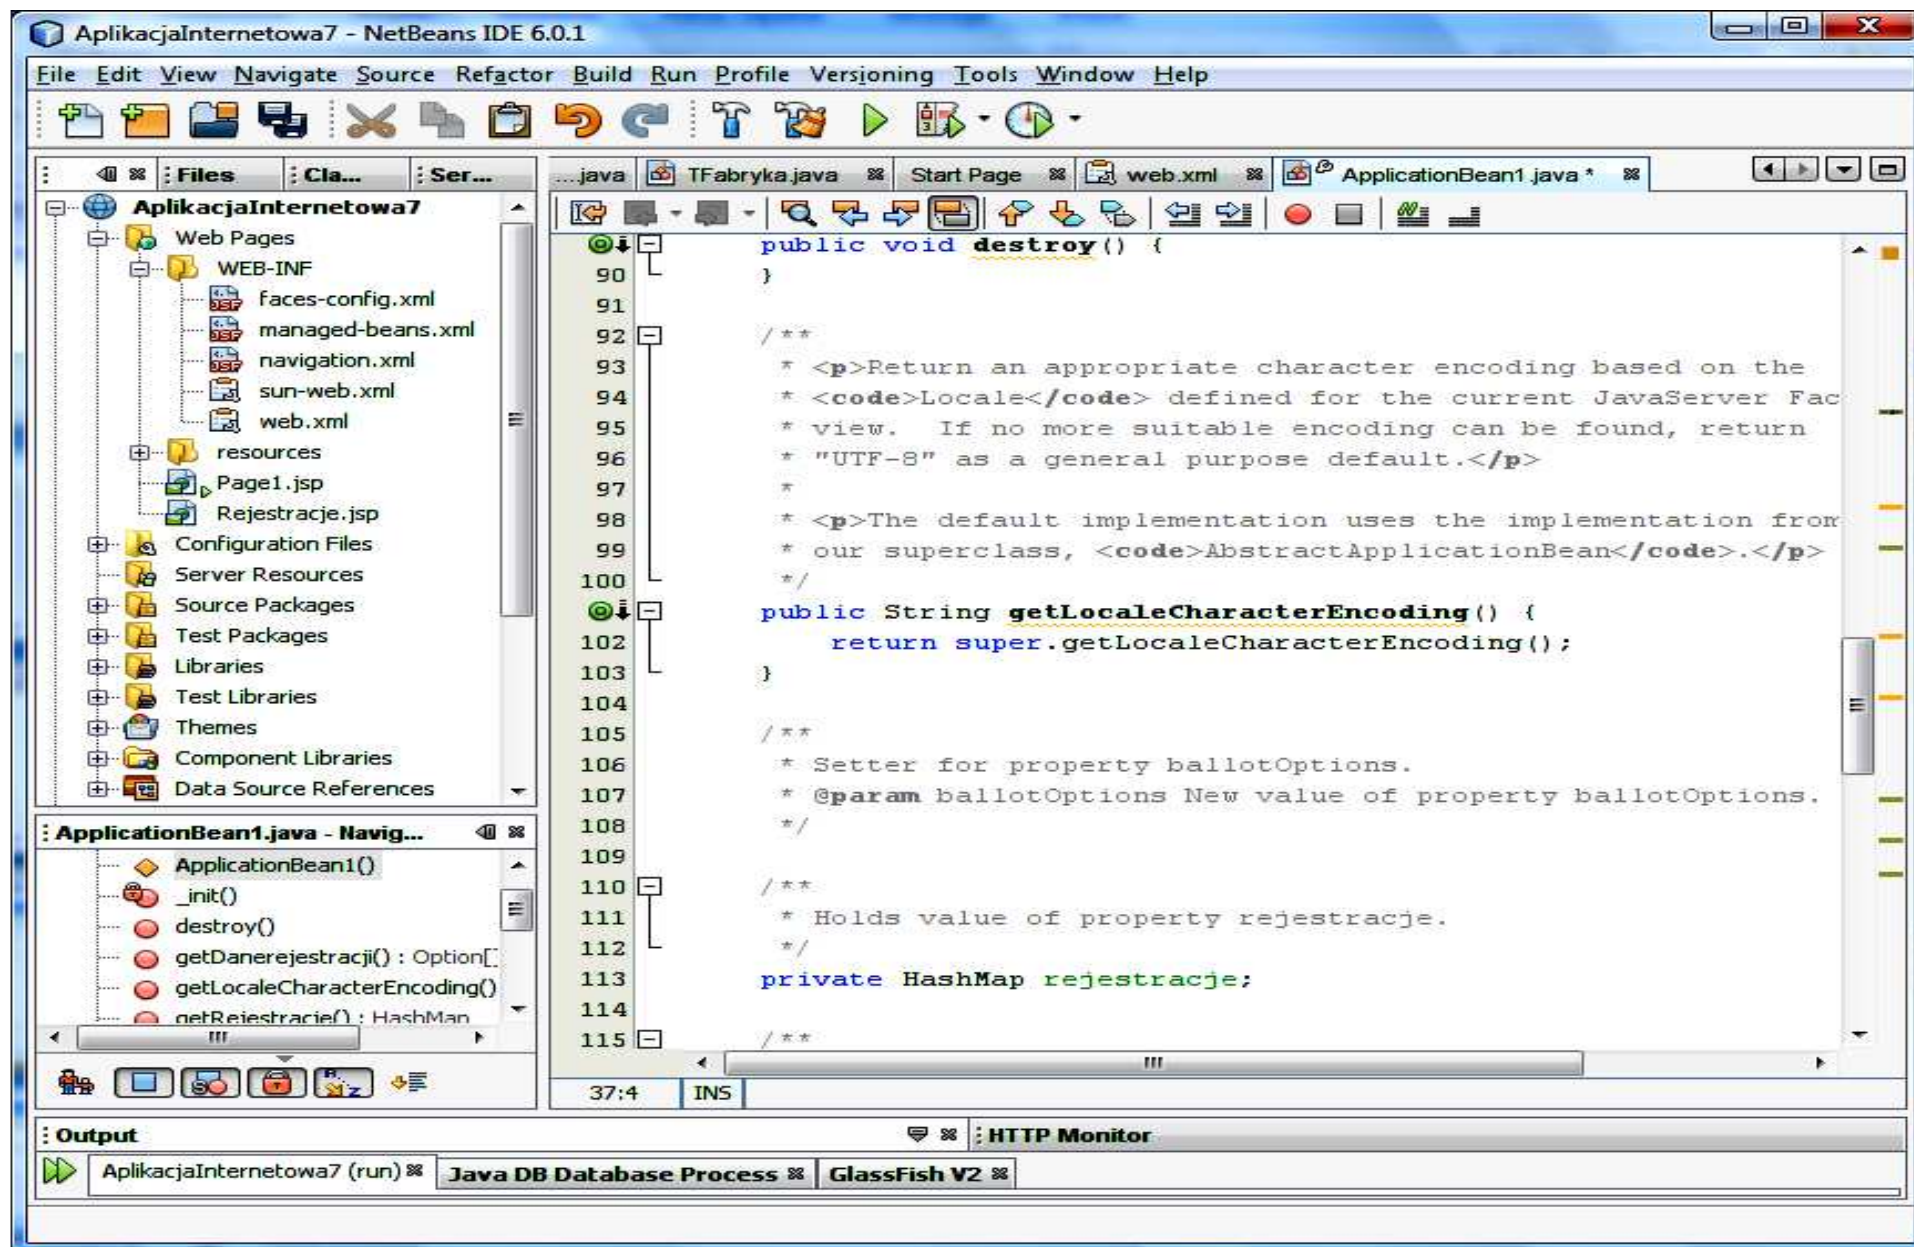 AplikacjaInternetowa7 - NetBeans IDE 6.0.1
File Edit View Navigate Source Refactor Build Run Profile Versioning Tools Window Help
Files Cla... Ser...
AplikacjaInternetowa7
Web Pages
WEB-INF
faces-config.xml
managed-beans.xml
navigation.xml
sun-web.xml
web.xml
resources
Page1.jsp
Rejestracje.jsp
Configuration Files
Server Resources
Source Packages
Test Packages
Libraries
Test Libraries
Themes
Component Libraries
Data Source References
ApplicationBean1.java - Navig...
ApplicationBean1()
_init()
destroy()
getDanerejestracji() : Option[]
getLocaleCharacterEncoding()
getRejestracje() : HashMap
....java TFabryka.java Start Page web.xml ApplicationBean1.java *
public void destroy() {
90 }
91
92 /**
93 * <p>Return an appropriate character encoding based on the
94 * <code>Locale</code> defined for the current JavaServer Fac
95 * view.  If no more suitable encoding can be found, return
96 * "UTF-8" as a general purpose default.</p>
97 *
98 * <p>The default implementation uses the implementation from
99 * our superclass, <code>AbstractApplicationBean</code>.</p>
100 */
public String getLocaleCharacterEncoding() {
102 return super.getLocaleCharacterEncoding();
103 }
104
105 /**
106 * Setter for property ballotOptions.
107 * @param ballotOptions New value of property ballotOptions.
108 */
109
110 /**
111 * Holds value of property rejestracje.
112 */
113 private HashMap rejestracje;
114
115 /**
37:4 INS
Output HTTP Monitor
AplikacjaInternetowa7 (run) Java DB Database Process GlassFish V2